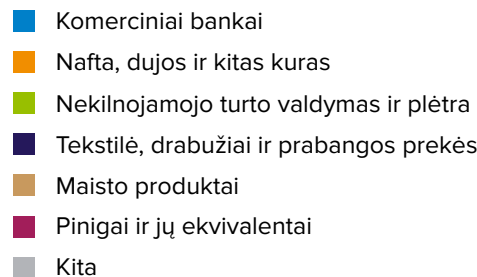 Komerciniai bankai
Nafta, dujos ir kitas kuras
Nekilnojamojo turto valdymas ir plėtra
Tekstilė, drabužiai ir prabangos prekės
Maisto produktai
Pinigai ir jų ekvivalentai
Kita